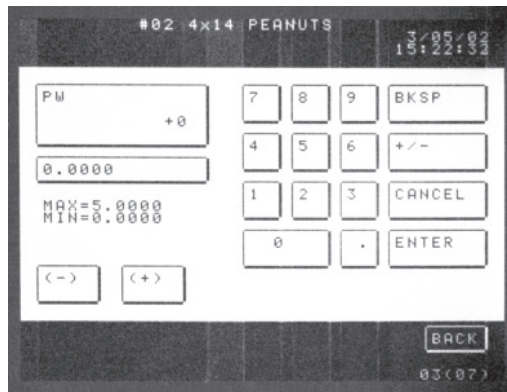 #02 4x14 PEANUTS
3/05/02
15:22:32
PW
+0
0.0000
MAX=5.0000
MIN=0.0000
(-) (+)
7 8 9 BKSP
4 5 6 +/-
1 2 3 CANCEL
0 . ENTER
BACK
03(07)